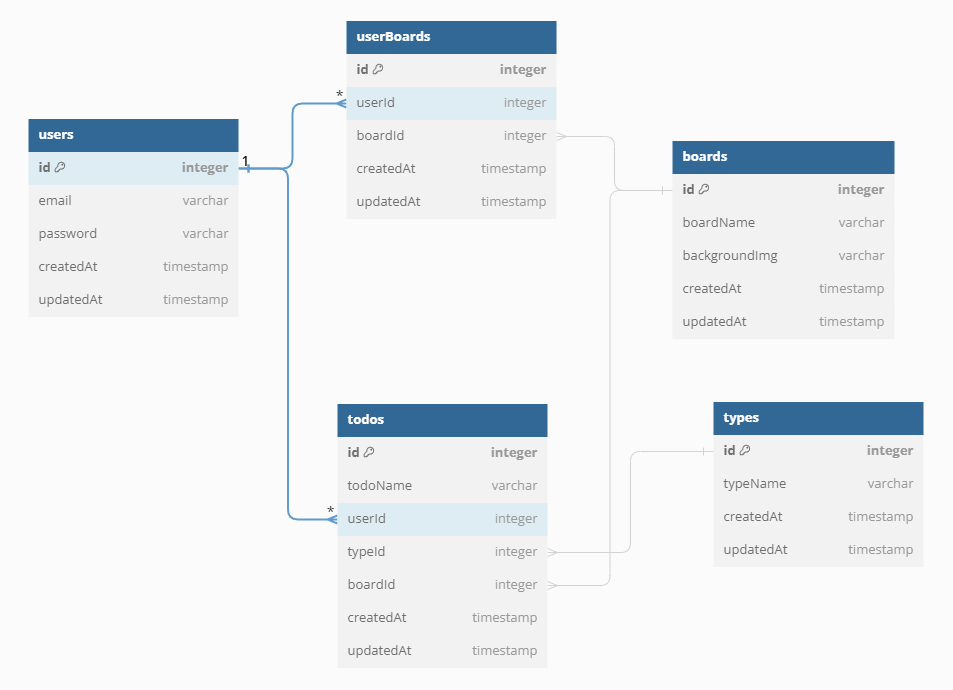 userBoards
id integer
* userId integer
boardId integer
createdAt timestamp
updatedAt timestamp
users
id integer 1
email varchar
password varchar
createdAt timestamp
updatedAt timestamp
boards
id integer
boardName varchar
backgroundImg varchar
createdAt timestamp
updatedAt timestamp
todos
id integer
todoName varchar
* userId integer
typeId integer
boardId integer
createdAt timestamp
updatedAt timestamp
types
id integer
typeName varchar
createdAt timestamp
updatedAt timestamp